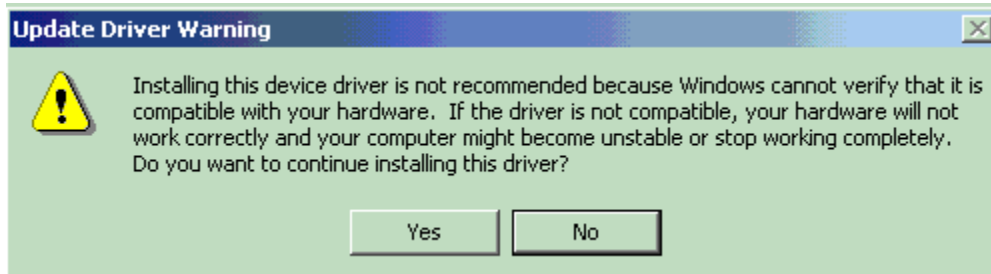 Update Driver Warning
Installing this device driver is not recommended because Windows cannot verify that it is
compatible with your hardware.  If the driver is not compatible, your hardware will not
work correctly and your computer might become unstable or stop working completely.
Do you want to continue installing this driver?
Yes No